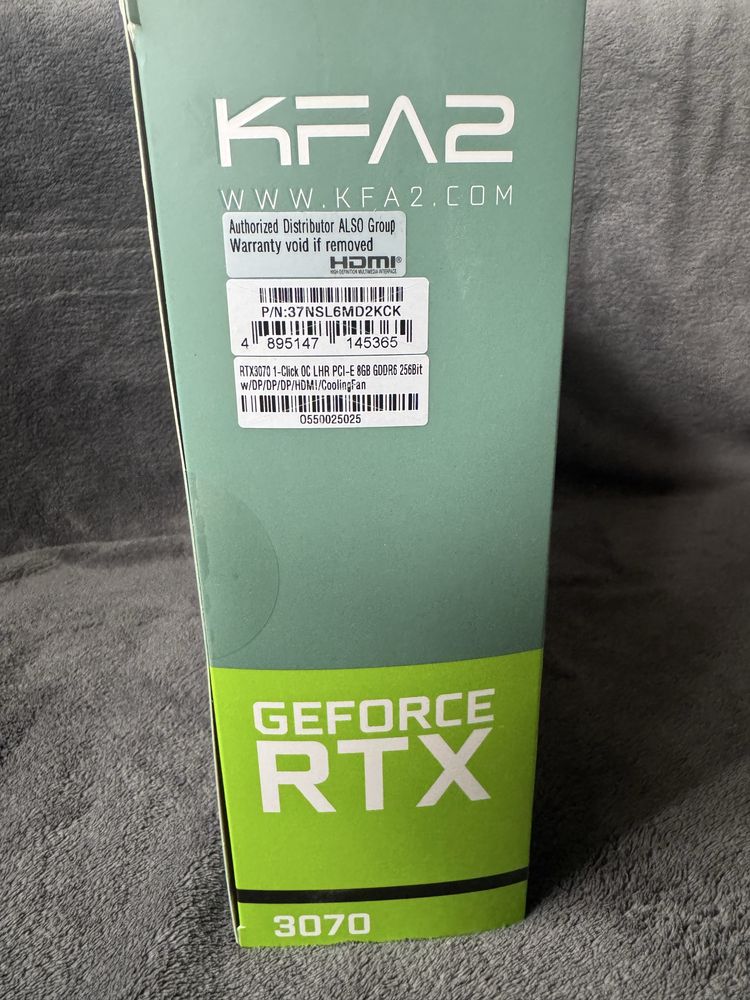 KFA2
WWW.KFA2.COM
Authorized Distributor ALSO Group
Warranty void if removed
HDMI®
HIGH-DEFINITION MULTIMEDIA INTERFACE
P/N:37NSL6MD2KCK
4 895147 145365
RTX3070 1-Click OC LHR PCI-E 8GB GDDR6 256Bit
w/DP/DP/DP/HDMI/CoolingFan
0550025025
GEFORCE
RTX
3070